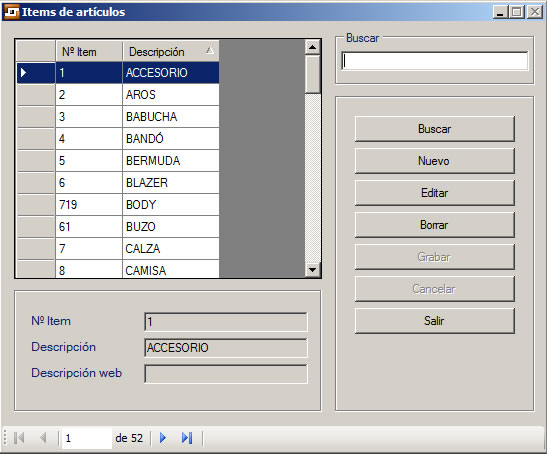 Items de artículos
Nº Item Descripción
1 ACCESORIO
2 AROS
3 BABUCHA
4 BANDÓ
5 BERMUDA
6 BLAZER
719 BODY
61 BUZO
7 CALZA
8 CAMISA
Buscar
Buscar
Nuevo
Editar
Borrar
Grabar
Cancelar
Salir
Nº Item 1
Descripción ACCESORIO
Descripción web
1 de 52